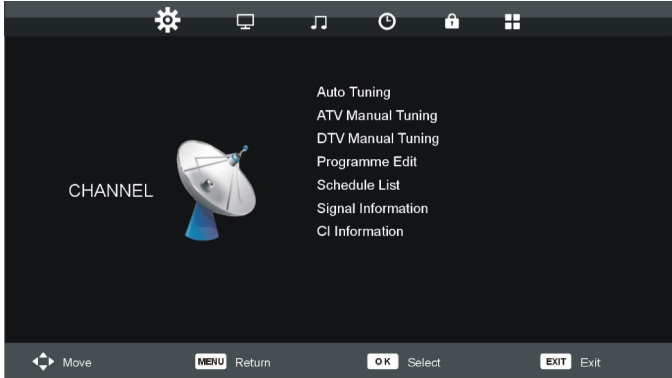 Auto Tuning
ATV Manual Tuning
DTV Manual Tuning
Programme Edit
CHANNEL
Schedule List
Signal Information
CI Information
Move MENU Return OK Select EXIT Exit